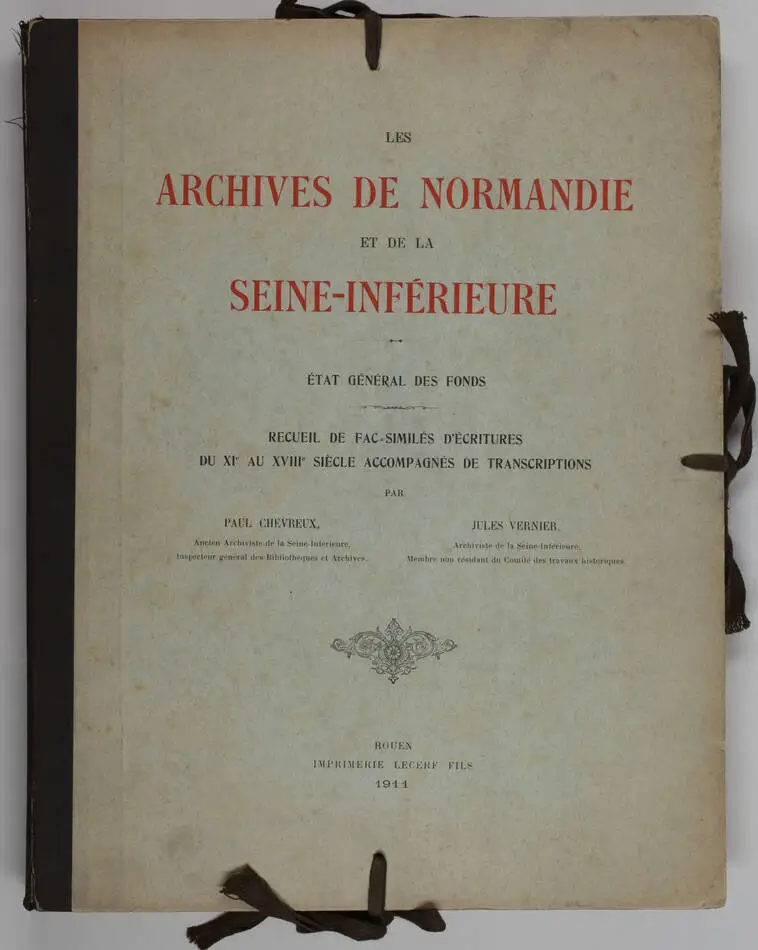 LES
ARCHIVES DE NORMANDIE
ET DE LA
SEINE-INFÉRIEURE
ÉTAT GÉNÉRAL DES FONDS
RECUEIL DE FAC-SIMILÉS D'ÉCRITURES
DU XIᵉ AU XVIIIᵉ SIÈCLE ACCOMPAGNÉS DE TRANSCRIPTIONS
PAR
PAUL CHEVREUX,
Ancien Archiviste de la Seine-Inférieure,
Inspecteur général des Bibliothèques et Archives.
JULES VERNIER,
Archiviste de la Seine-Inférieure,
Membre non résidant du Comité des travaux historiques.
ROUEN
IMPRIMERIE LECERF FILS
1911